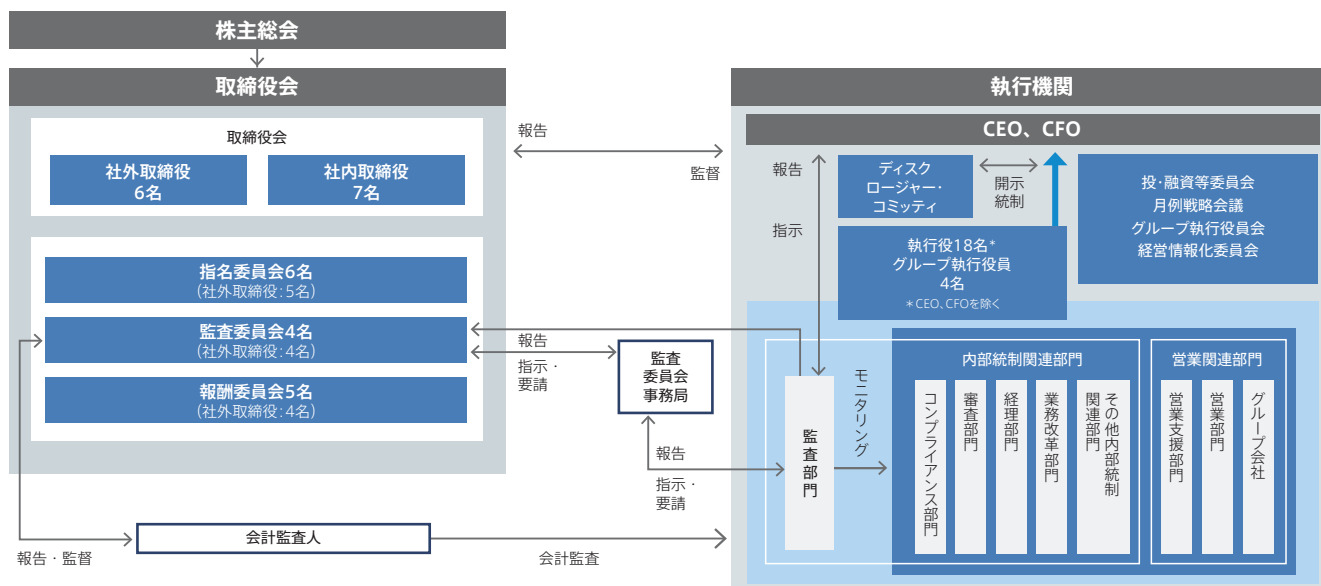 株主総会
取締役会
取締役会
社外取締役
6名
社内取締役
7名
指名委員会6名
(社外取締役:5名)
監査委員会4名
(社外取締役:4名)
報酬委員会5名
(社外取締役:4名)
報告
監督
執行機関
CEO、CFO
報告
指示
ディスク
ロージャー・
コミッティ
開示
統制
執行役18名*
グループ執行役員
4名
*CEO、CFOを除く
投・融資等委員会
月例戦略会議
グループ執行役員会
経営情報化委員会
報告
指示・
要請
監査
委員会
事務局
報告
指示・
要請
監査部門
モニタリング
内部統制関連部門
コンプライアンス部門
審査部門
経理部門
業務改革部門
その他内部統制
関連部門
営業関連部門
営業支援部門
営業部門
グループ会社
会計監査人
報告・監督
会計監査